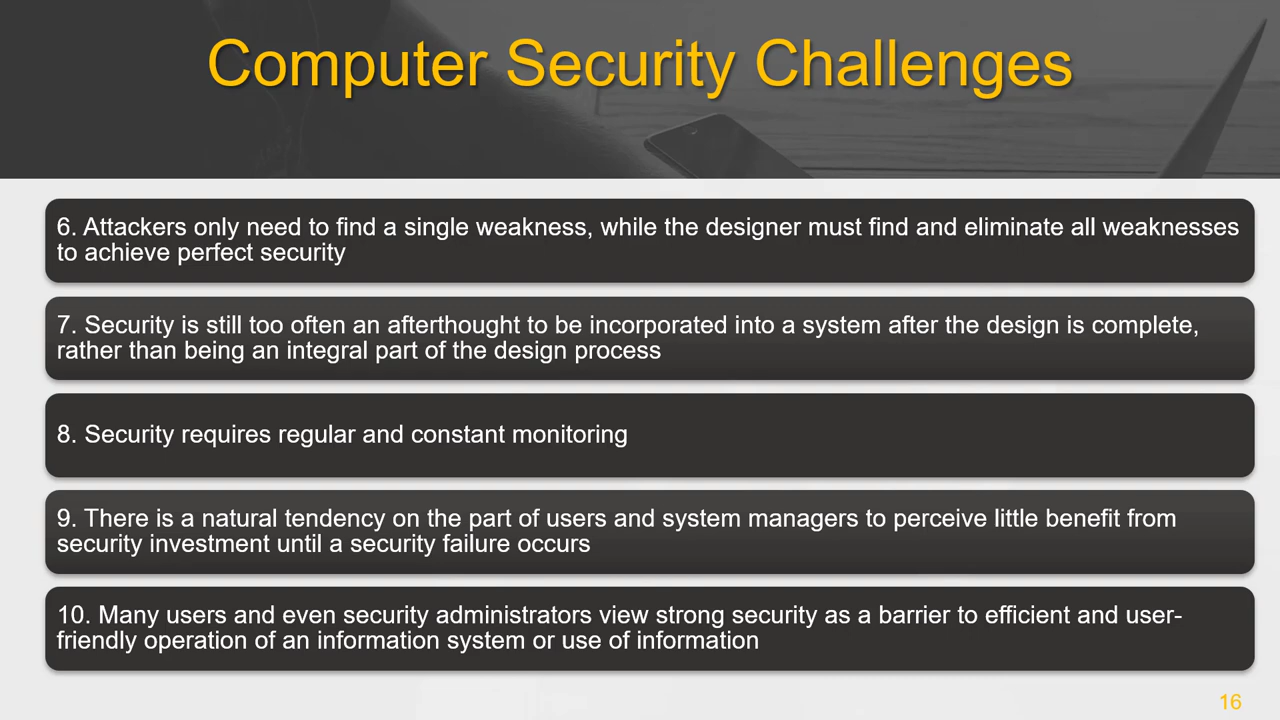 Computer Security Challenges
6. Attackers only need to find a single weakness, while the designer must find and eliminate all weaknesses
to achieve perfect security
7. Security is still too often an afterthought to be incorporated into a system after the design is complete,
rather than being an integral part of the design process
8. Security requires regular and constant monitoring
9. There is a natural tendency on the part of users and system managers to perceive little benefit from
security investment until a security failure occurs
10. Many users and even security administrators view strong security as a barrier to efficient and user-
friendly operation of an information system or use of information
16